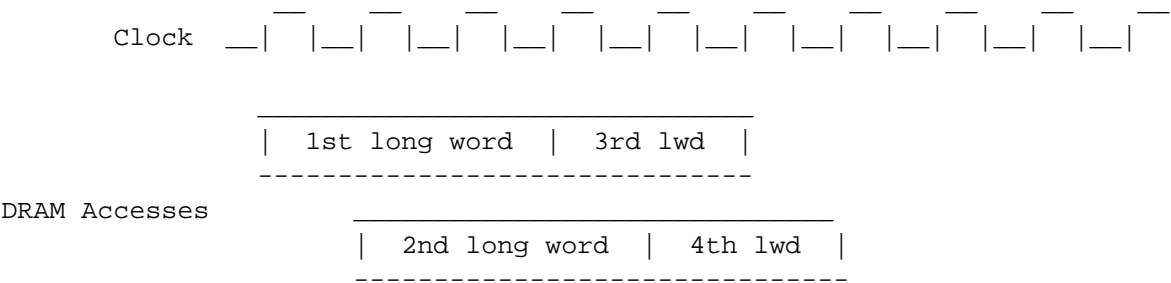 Clock
| 1st long word | 3rd lwd |
DRAM Accesses
| 2nd long word | 4th lwd |